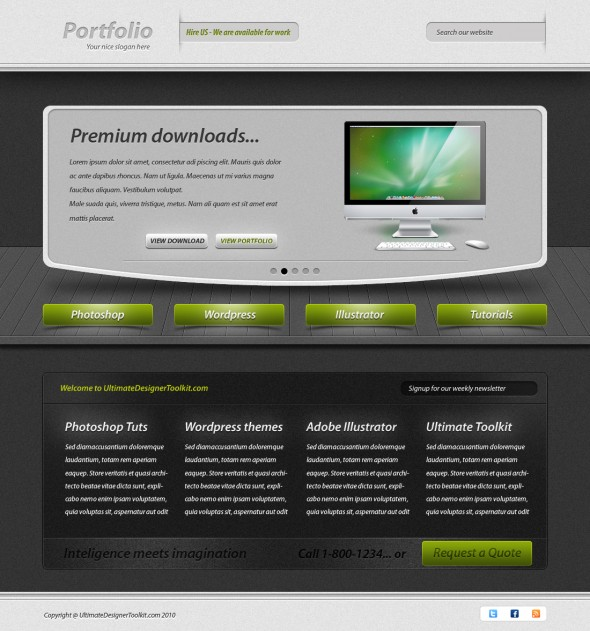 Portfolio
Your nice slogan here
Hire US - We are available for work
Search our website
Premium downloads...
Lorem ipsum dolor sit amet, consectetur adi piscing elit. Mauris quis dolor
ac ante dapibus rhoncus. Nam ut ligula. Maecenas ut mi varius magna
faucibus aliquam. Vestibulum volutpat.
Male suada quis, viverra tristique, metus. Nam ali quam est sit amet erat
mattis placerat.
VIEW DOWNLOAD
VIEW PORTFOLIO
Photoshop
Wordpress
Illustrator
Tutorials
Welcome to UltimateDesignerToolkit.com
Signup for our weekly newsletter
Photoshop Tuts
Sed diamaccusantium doloremque
laudantium, totam rem aperiam
eaquep. Store veritatis et quasi archi-
tecto beatae vitae dicta sunt, expli-
cabo nemo enim ipsam voluptatem,
quia voluptas sit, aspernatur aut odit
Wordpress themes
Sed diamaccusantium doloremque
laudantium, totam rem aperiam
eaquep. Store veritatis et quasi archi-
tecto beatae vitae dicta sunt, expli-
cabo nemo enim ipsam voluptatem,
quia voluptas sit, aspernatur aut odit
Adobe Illustrator
Sed diamaccusantium doloremque
laudantium, totam rem aperiam
eaquep. Store veritatis et quasi archi-
tecto beatae vitae dicta sunt, expli-
cabo nemo enim ipsam voluptatem,
quia voluptas sit, aspernatur aut odit
Ultimate Toolkit
Sed diamaccusantium doloremque
laudantium, totam rem aperiam
eaquep. Store veritatis et quasi archi-
tecto beatae vitae dicta sunt, expli-
cabo nemo enim ipsam voluptatem,
quia voluptas sit, aspernatur aut odit
Inteligence meets imagination
Call 1-800-1234... or
Request a Quote
Copyright @ UltimateDesignerToolkit.com 2010